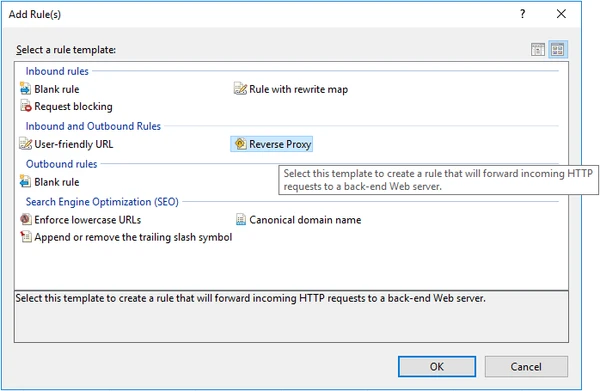 Add Rule(s)
?
Select a rule template:
Inbound rules
Blank rule
Rule with rewrite map
Request blocking
Inbound and Outbound Rules
User-friendly URL
Reverse Proxy
Outbound rules
Select this template to create a rule that will forward incoming HTTP
requests to a back-end Web server.
Blank rule
Search Engine Optimization (SEO)
Enforce lowercase URLs
Canonical domain name
Append or remove the trailing slash symbol
Select this template to create a rule that will forward incoming HTTP requests to a back-end Web server.
OK
Cancel